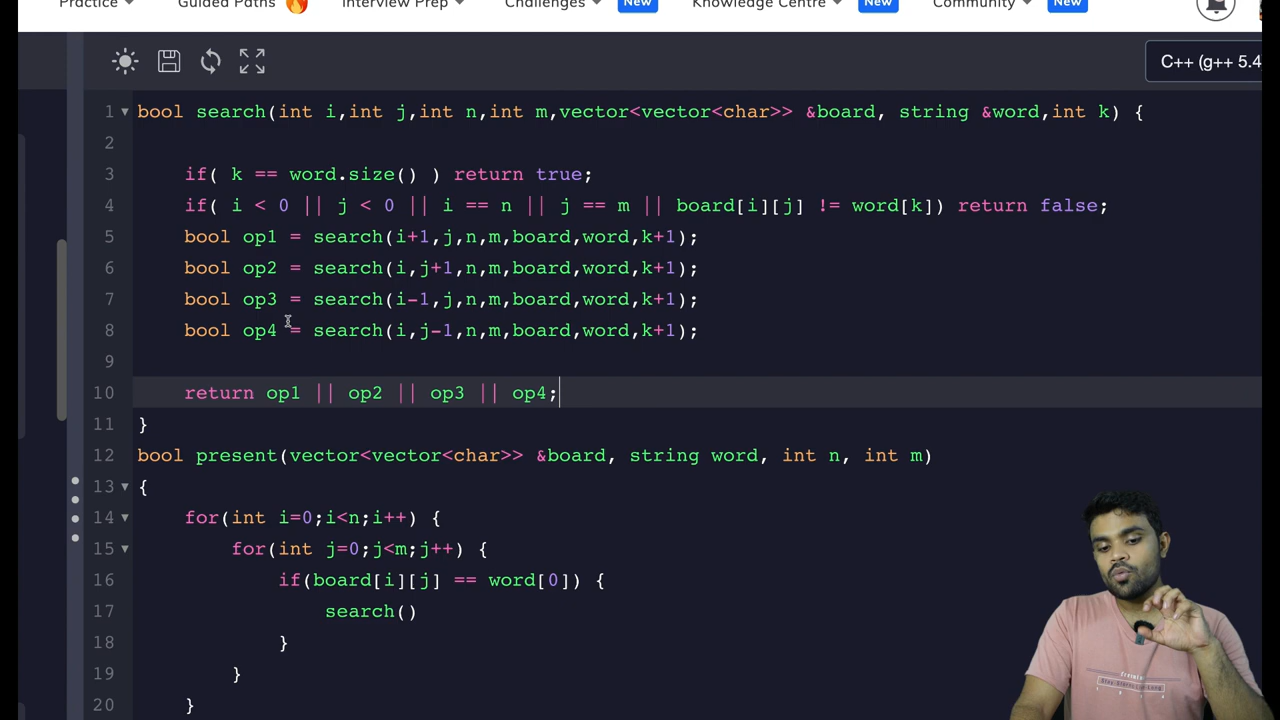 Practice Guided Paths Interview Prep Challenges New Knowledge Centre New Community New
C++ (g++ 5.4
1 bool search(int i,int j,int n,int m,vector<vector<char>> &board, string &word,int k) {
2
3 if( k == word.size() ) return true;
4 if( i < 0 || j < 0 || i == n || j == m || board[i][j] != word[k]) return false;
5 bool op1 = search(i+1,j,n,m,board,word,k+1);
6 bool op2 = search(i,j+1,n,m,board,word,k+1);
7 bool op3 = search(i-1,j,n,m,board,word,k+1);
8 bool op4 = search(i,j-1,n,m,board,word,k+1);
9
10 return op1 || op2 || op3 || op4;
11 }
12 bool present(vector<vector<char>> &board, string word, int n, int m)
13 {
14 for(int i=0;i<n;i++) {
15 for(int j=0;j<m;j++) {
16 if(board[i][j] == word[0]) {
17 search()
18 }
19 }
20 }